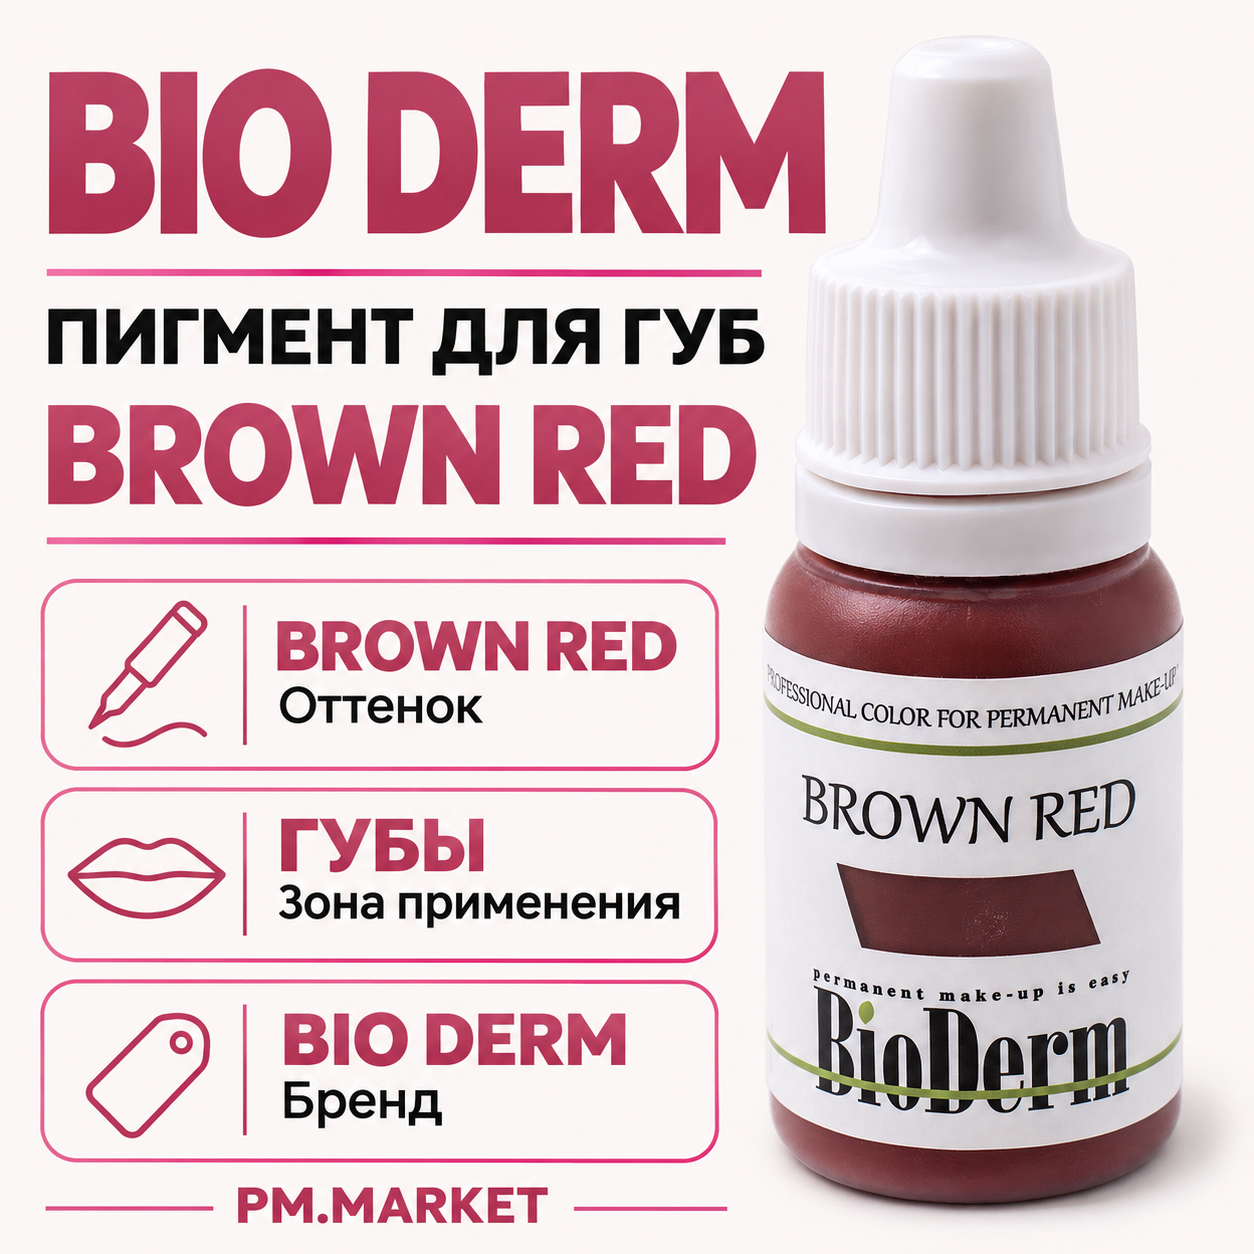 BIO DERM
ПИГМЕНТ ДЛЯ ГУБ
BROWN RED
BROWN RED
Оттенок
ГУБЫ
Зона применения
BIO DERM
Бренд
PM.MARKET
PROFESSIONAL COLOR FOR PERMANENT MAKE-UP
BROWN RED
permanent make-up is easy
BioDerm